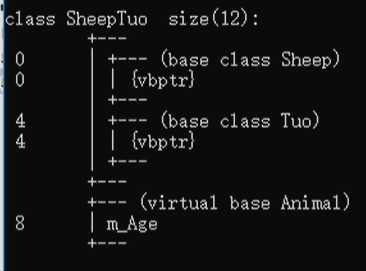 class SheepTuo  size(12):
        +---
 0      | +--- (base class Sheep)
 0      | | {vbptr}
        | +---
 4      | +--- (base class Tuo)
 4      | | {vbptr}
        | +---
        +---
        +--- (virtual base Animal)
 8      | m_Age
        +---